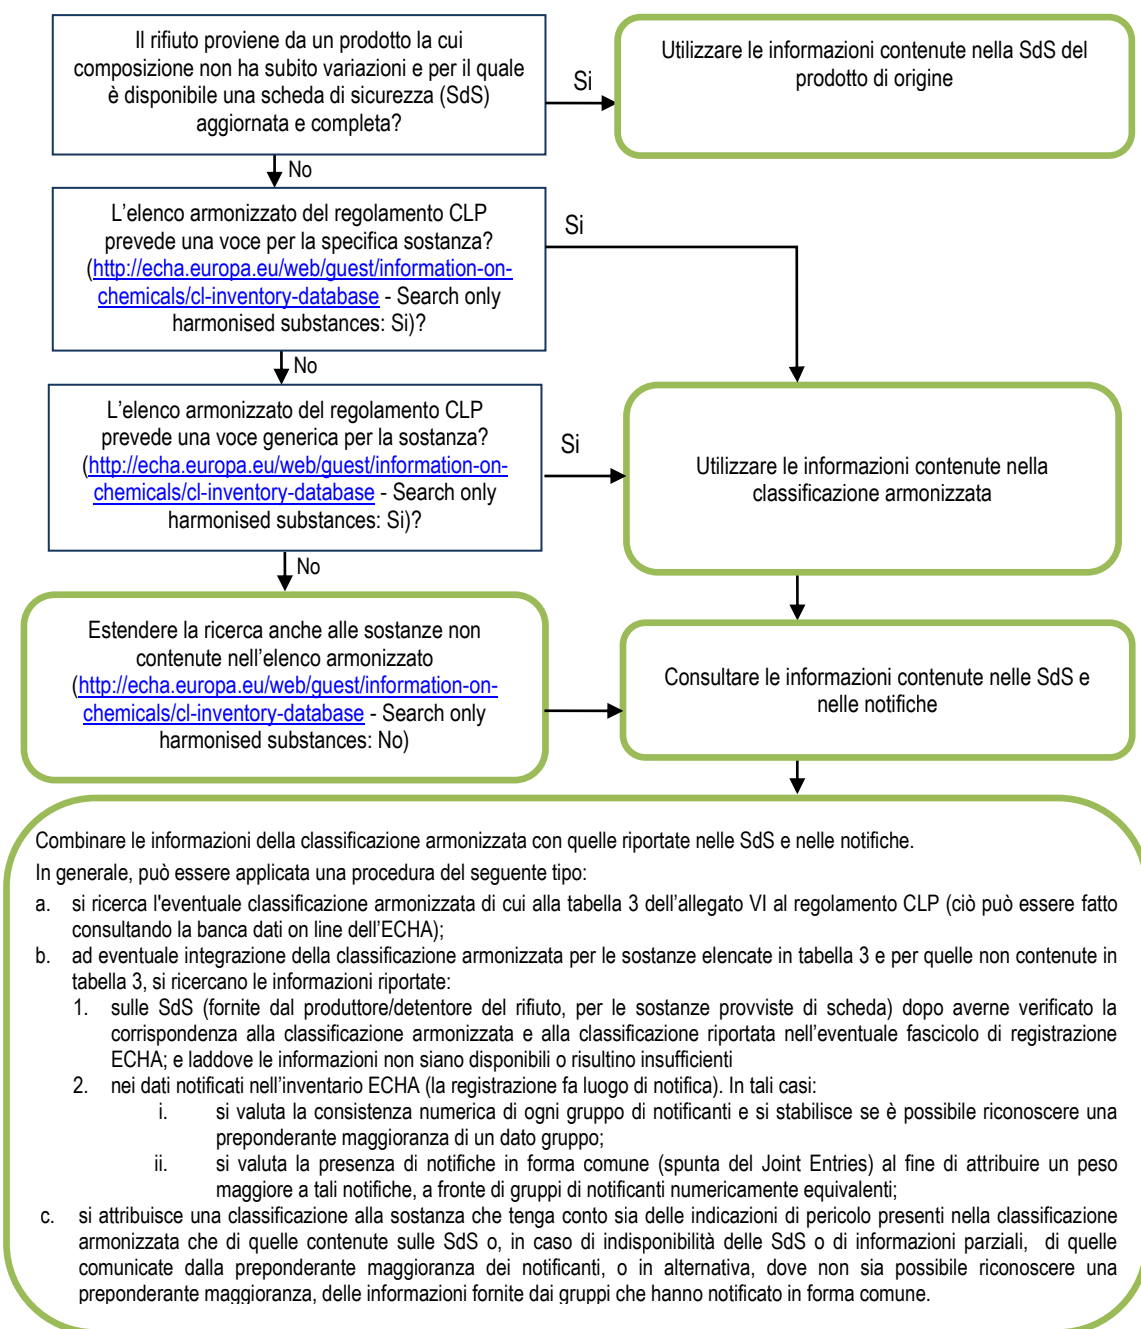 Il rifiuto proviene da un prodotto la cui
composizione non ha subito variazioni e per il quale
è disponibile una scheda di sicurezza (SdS)
aggiornata e completa?
Si
Utilizzare le informazioni contenute nella SdS del
prodotto di origine
No
L'elenco armonizzato del regolamento CLP
prevede una voce per la specifica sostanza?
(http://echa.europa.eu/web/guest/information-on-
chemicals/cl-inventory-database - Search only
harmonised substances: Si)?
Si
No
L'elenco armonizzato del regolamento CLP
prevede una voce generica per la sostanza?
(http://echa.europa.eu/web/guest/information-on-
chemicals/cl-inventory-database - Search only
harmonised substances: Si)?
Si
Utilizzare le informazioni contenute nella
classificazione armonizzata
No
Estendere la ricerca anche alle sostanze non
contenute nell'elenco armonizzato
(http://echa.europa.eu/web/guest/information-on-
chemicals/cl-inventory-database - Search only
harmonised substances: No)
Consultare le informazioni contenute nelle SdS e
nelle notifiche
Combinare le informazioni della classificazione armonizzata con quelle riportate nelle SdS e nelle notifiche.
In generale, può essere applicata una procedura del seguente tipo:
a. si ricerca l'eventuale classificazione armonizzata di cui alla tabella 3 dell'allegato VI al regolamento CLP (ciò può essere fatto
consultando la banca dati on line dell'ECHA);
b. ad eventuale integrazione della classificazione armonizzata per le sostanze elencate in tabella 3 e per quelle non contenute in
tabella 3, si ricercano le informazioni riportate:
1. sulle SdS (fornite dal produttore/detentore del rifiuto, per le sostanze provviste di scheda) dopo averne verificato la
corrispondenza alla classificazione armonizzata e alla classificazione riportata nell'eventuale fascicolo di registrazione
ECHA; e laddove le informazioni non siano disponibili o risultino insufficienti
2. nei dati notificati nell'inventario ECHA (la registrazione fa luogo di notifica). In tali casi:
i. si valuta la consistenza numerica di ogni gruppo di notificanti e si stabilisce se è possibile riconoscere una
preponderante maggioranza di un dato gruppo;
ii. si valuta la presenza di notifiche in forma comune (spunta del Joint Entries) al fine di attribuire un peso
maggiore a tali notifiche, a fronte di gruppi di notificanti numericamente equivalenti;
c. si attribuisce una classificazione alla sostanza che tenga conto sia delle indicazioni di pericolo presenti nella classificazione
armonizzata che di quelle contenute sulle SdS o, in caso di indisponibilità delle SdS o di informazioni parziali, di quelle
comunicate dalla preponderante maggioranza dei notificanti, o in alternativa, dove non sia possibile riconoscere una
preponderante maggioranza, delle informazioni fornite dai gruppi che hanno notificato in forma comune.